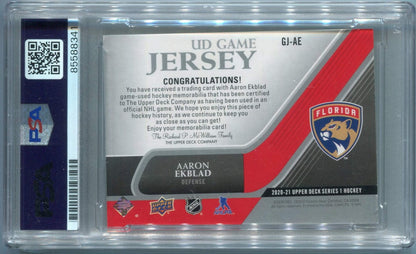 UD GAME
JERSEY
GJ-AE
CONGRATULATIONS!
You have received a trading card with Aaron Ekblad
game-used hockey memorabilia that has been certified
to The Upper Deck Company as having been used in an
official NHL game. We hope you enjoy this piece of
hockey history, as we continue to keep you
as close as you can get!
Enjoy your memorabilia card!
The Richard P. McWilliam Family
THE UPPER DECK COMPANY
AARON
EKBLAD
DEFENSE
FLORIDA
2020-21 UPPER DECK SERIES 1 HOCKEY
UPPER DECK
NHL
PSA
8558834